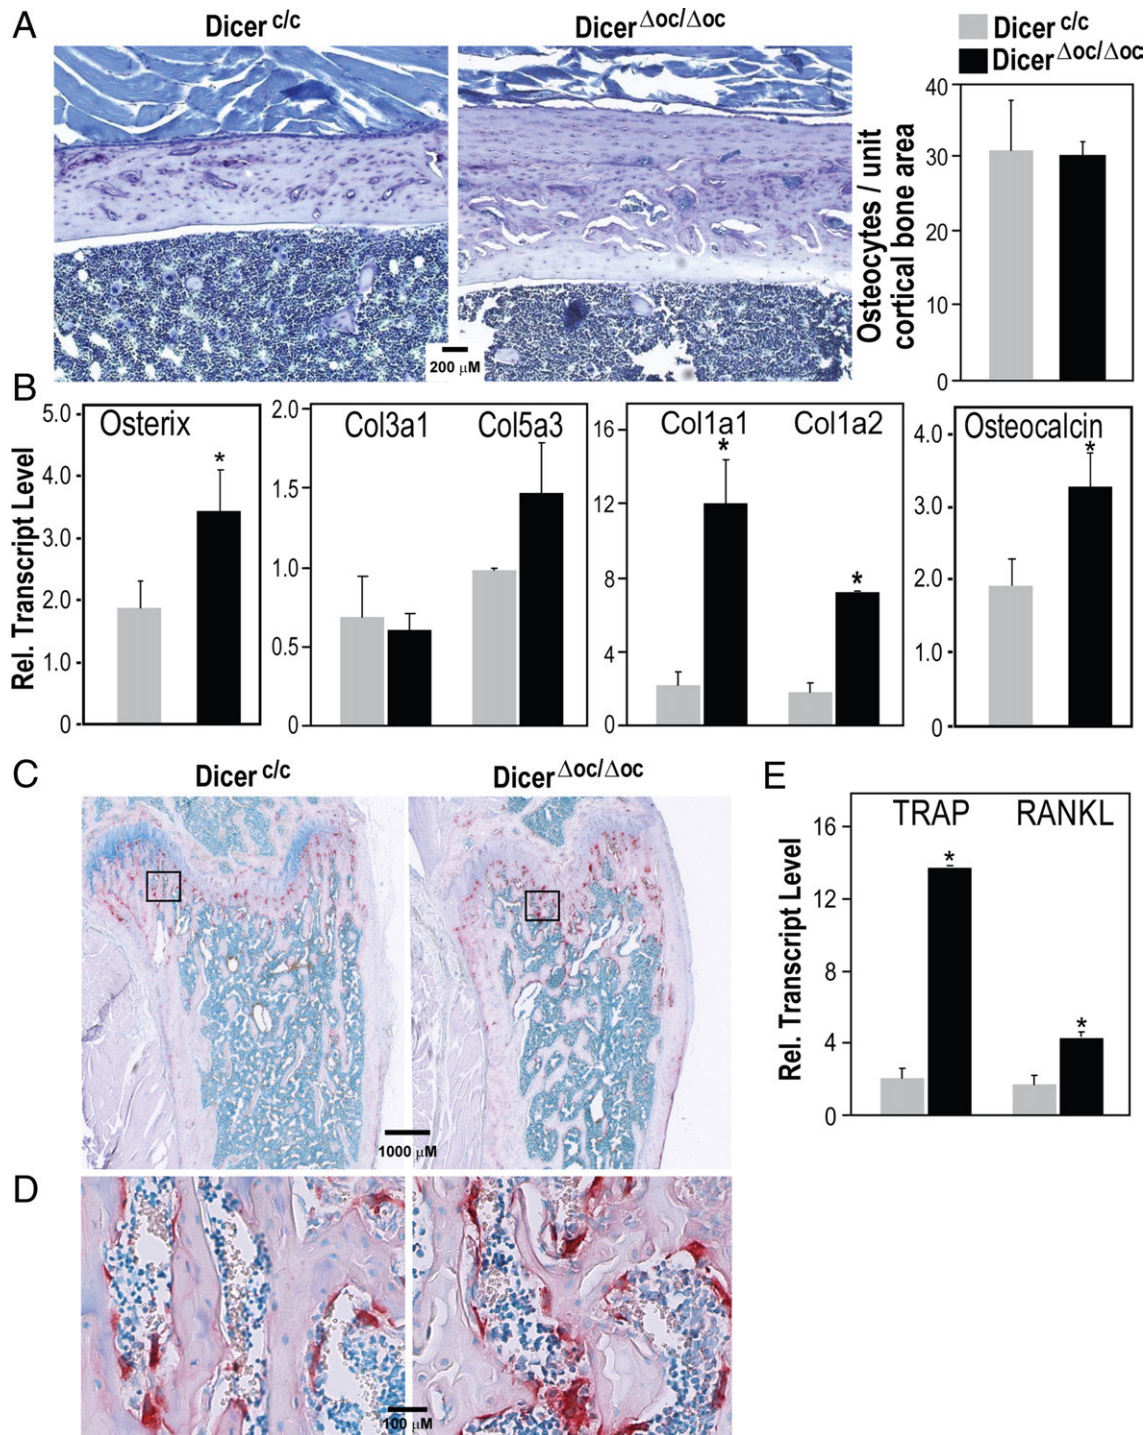 A
Dicer c/c
Dicer Δoc/Δoc
Dicer c/c
Dicer Δoc/Δoc
200 μM
Osteocytes / unit
cortical bone area
40
30
20
10
0
B
Rel. Transcript Level
Osterix
5.0
4.0
3.0
2.0
1.0
0
*
Col3a1 Col5a3
2.0
1.5
1.0
0.5
0
Col1a1 Col1a2
16
12
8
4
0
*
*
Osteocalcin
4.0
3.0
2.0
1.0
0
*
C
Dicer c/c
Dicer Δoc/Δoc
1000 μM
D
100 μM
E
Rel. Transcript Level
TRAP RANKL
16
12
8
4
0
*
*